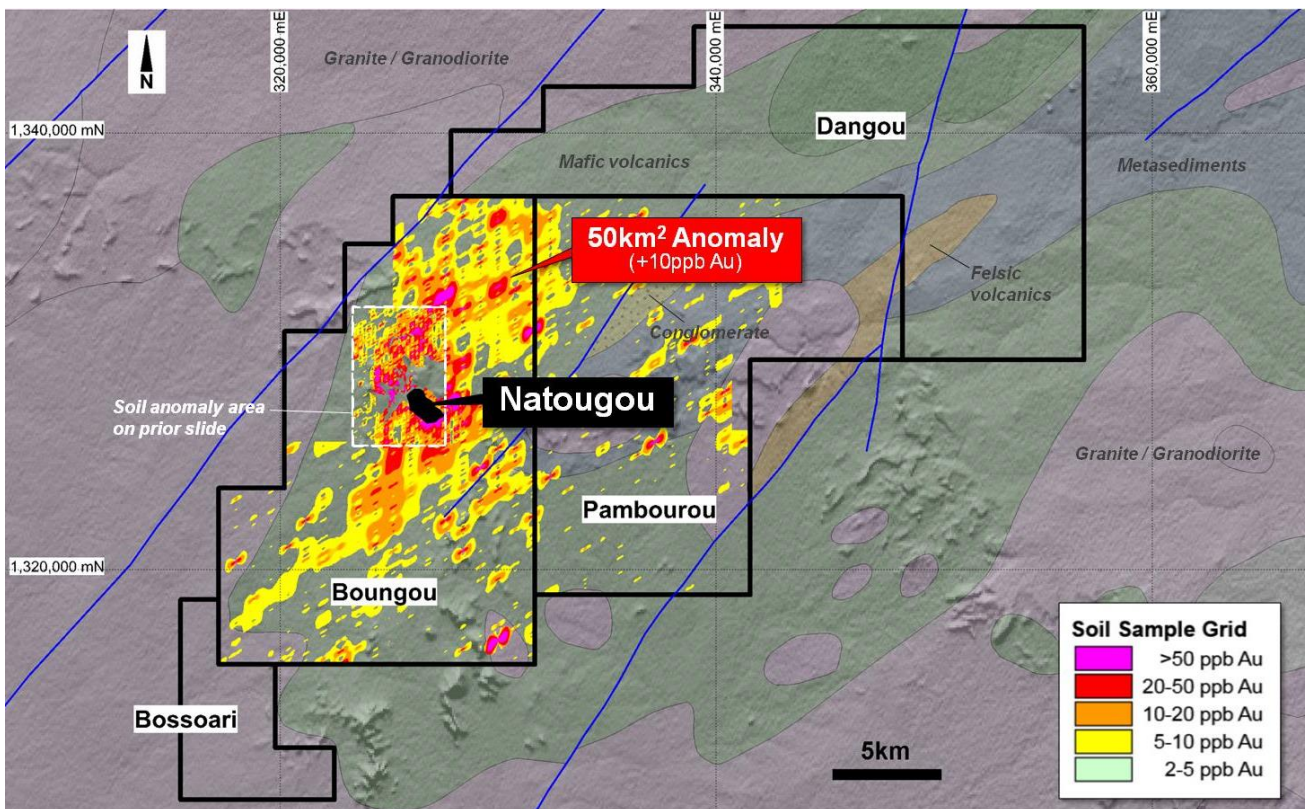 320,000 mE
340,000 mE
360,000 mE
Granite / Granodiorite
N
1,340,000 mN
Dangou
Mafic volcanics
Metasediments
50km² Anomaly
(+10ppb Au)
Felsic
volcanics
Conglomerate
Natougou
Soil anomaly area
on prior slide
Granite / Granodiorite
Pambourou
1,320,000 mN
Boungou
Bossoari
5km
Soil Sample Grid
>50 ppb Au
20-50 ppb Au
10-20 ppb Au
5-10 ppb Au
2-5 ppb Au